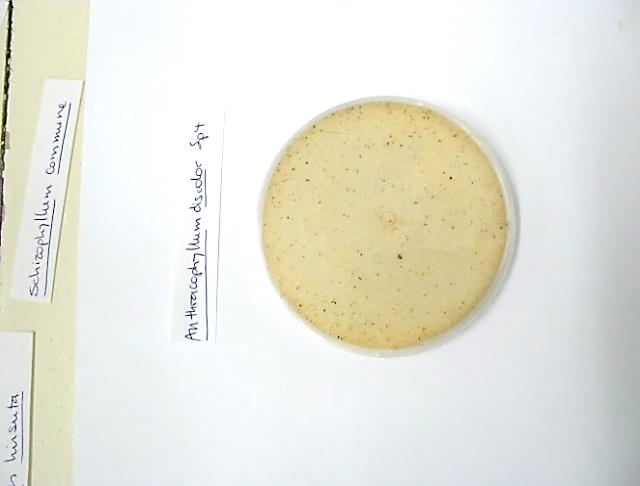 Schizophyllum commune
Anthracophyllum discolor Sp4
hirsuta